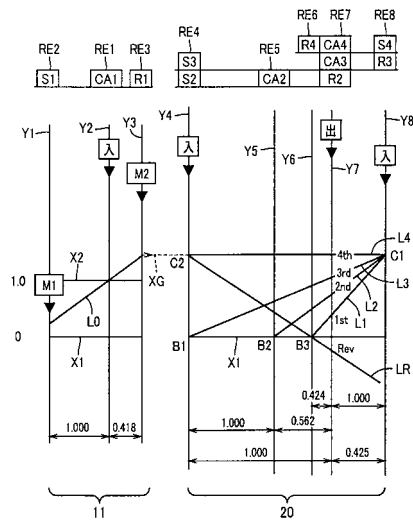 RE4 RE6 RE7 RE8
RE2 RE1 RE3 S3 RE5 R4 CA4 S4
S1 CA1 R1 S2 CA2 CA3 R3
R2
Y1 Y2 Y3 Y4 Y5 Y6 Y7 Y8
入 M2 入 出 入
C2 4th L4
3rd C1
M1 X2 XG 2nd L3
1.0 L0 1st L2
L1
0 X1 B1 X1 B2 B3 Rev
LR
0.424 1.000
1.000 0.418 1.000 0.562
1.000 0.425
11 20